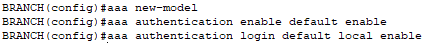 BRANCH(config)#aaa new-model
BRANCH(config)#aaa authentication enable default enable
BRANCH(config)#aaa authentication login default local enable